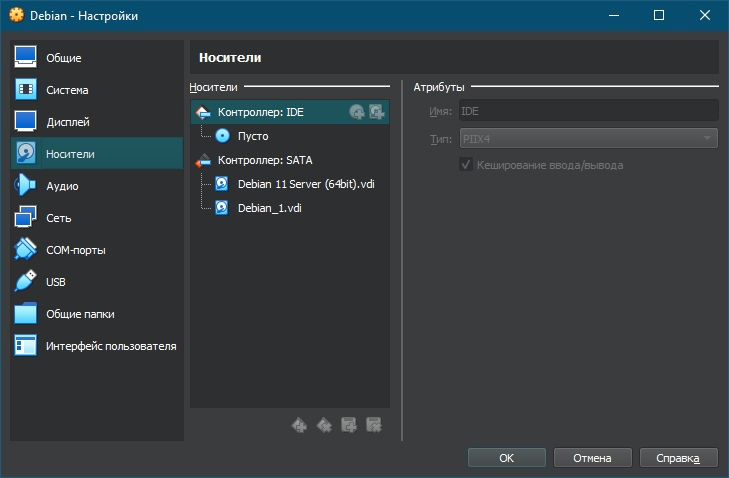 Debian - Настройки
Общие
Система
Дисплей
Носители
Аудио
Сеть
COM-порты
USB
Общие папки
Интерфейс пользователя
Носители
Носители
Контроллер: IDE
Пусто
Контроллер: SATA
Debian 11 Server (64bit).vdi
Debian_1.vdi
Атрибуты
Имя: IDE
Тип: PIIX4
Кеширование ввода/вывода
OK Отмена Справка